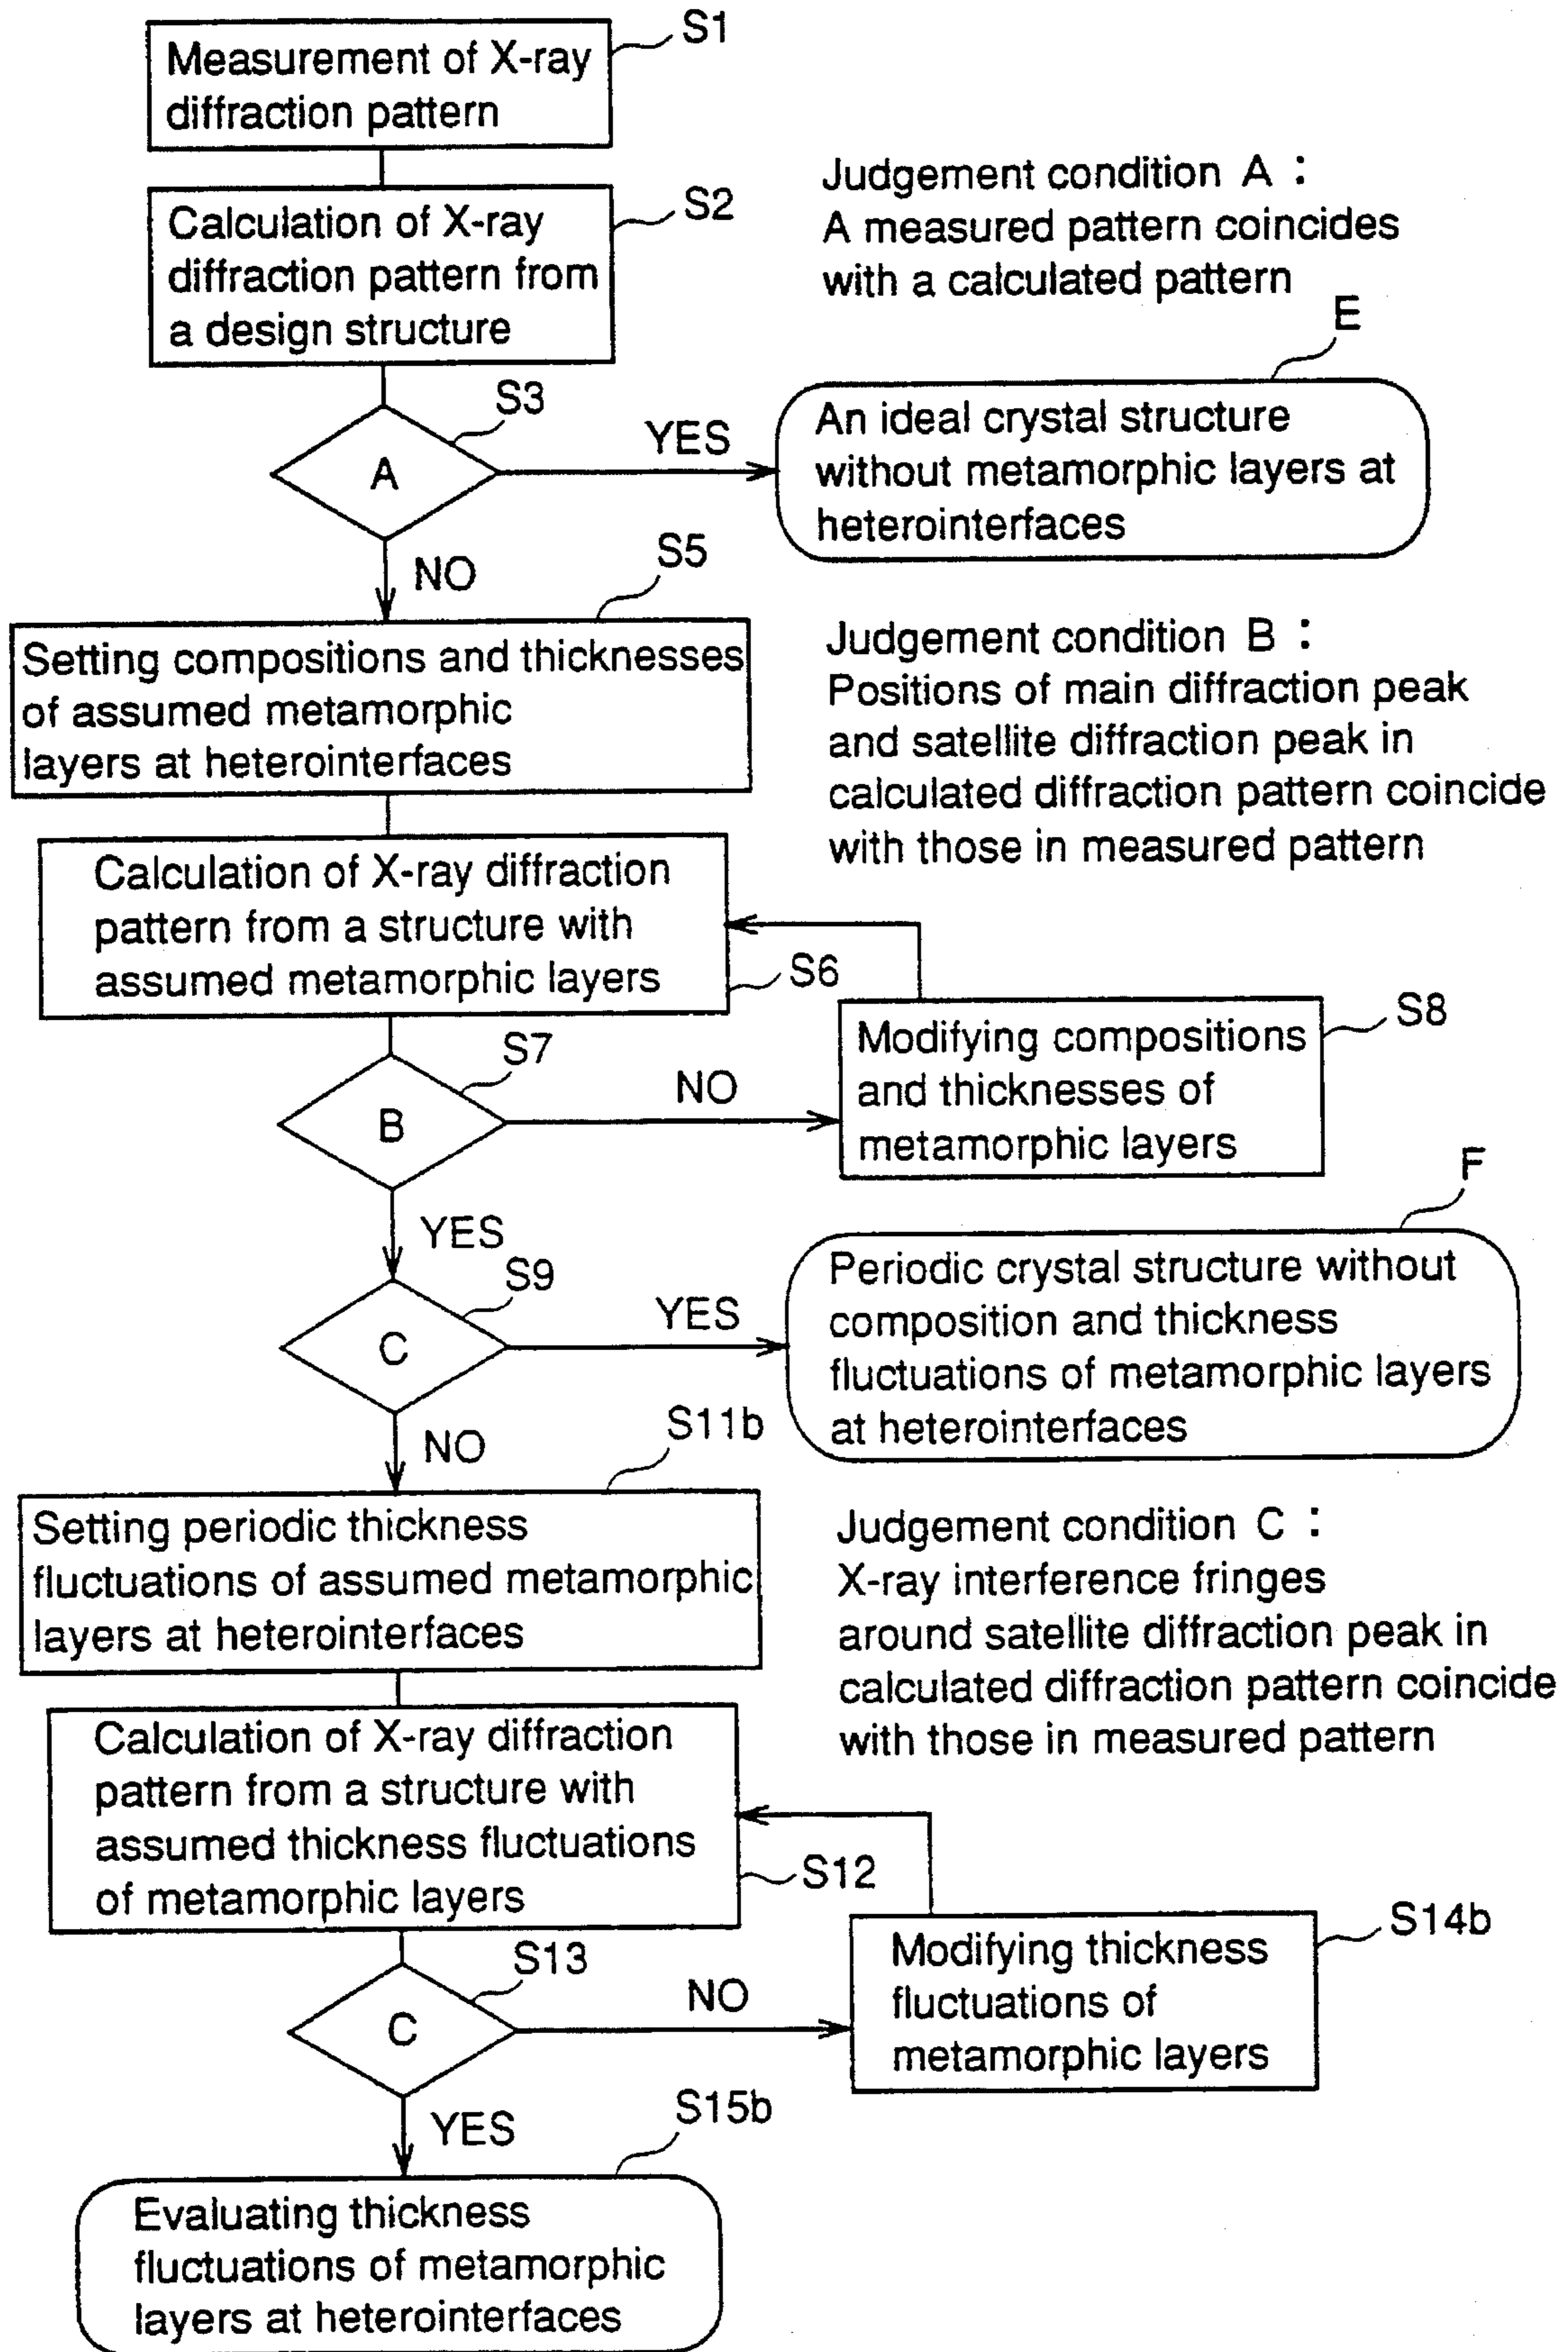 S1
Measurement of X-ray
diffraction pattern
S2
Calculation of X-ray
diffraction pattern from
a design structure
Judgement condition A :
A measured pattern coincides
with a calculated pattern
S3
A
YES
E
An ideal crystal structure
without metamorphic layers at
heterointerfaces
NO
S5
Setting compositions and thicknesses
of assumed metamorphic
layers at heterointerfaces
Judgement condition B :
Positions of main diffraction peak
and satellite diffraction peak in
calculated diffraction pattern coincide
with those in measured pattern
Calculation of X-ray diffraction
pattern from a structure with
assumed metamorphic layers
S6
S7
B
NO
S8
Modifying compositions
and thicknesses of
metamorphic layers
YES
S9
C
YES
F
Periodic crystal structure without
composition and thickness
fluctuations of metamorphic layers
at heterointerfaces
NO
S11b
Setting periodic thickness
fluctuations of assumed metamorphic
layers at heterointerfaces
Judgement condition C :
X-ray interference fringes
around satellite diffraction peak in
calculated diffraction pattern coincide
with those in measured pattern
Calculation of X-ray diffraction
pattern from a structure with
assumed thickness fluctuations
of metamorphic layers
S12
S13
C
NO
S14b
Modifying thickness
fluctuations of
metamorphic layers
YES
S15b
Evaluating thickness
fluctuations of metamorphic
layers at heterointerfaces